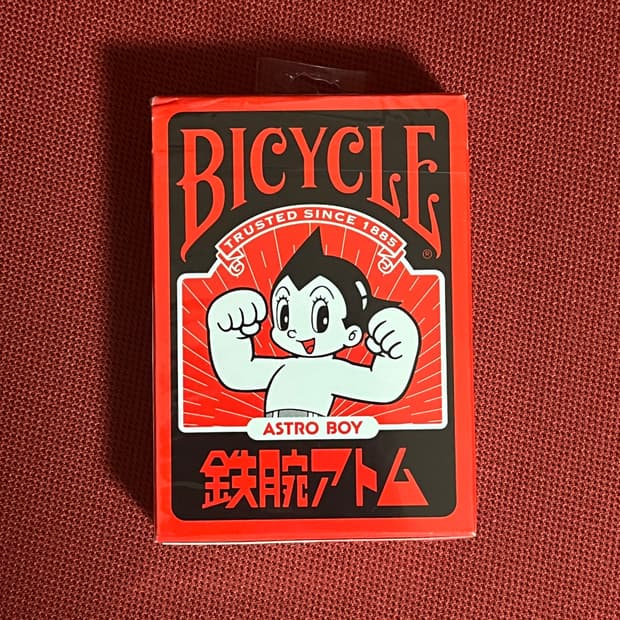 BICYCLE
®
TRUSTED SINCE 1885
ASTRO BOY
鉄腕アトム